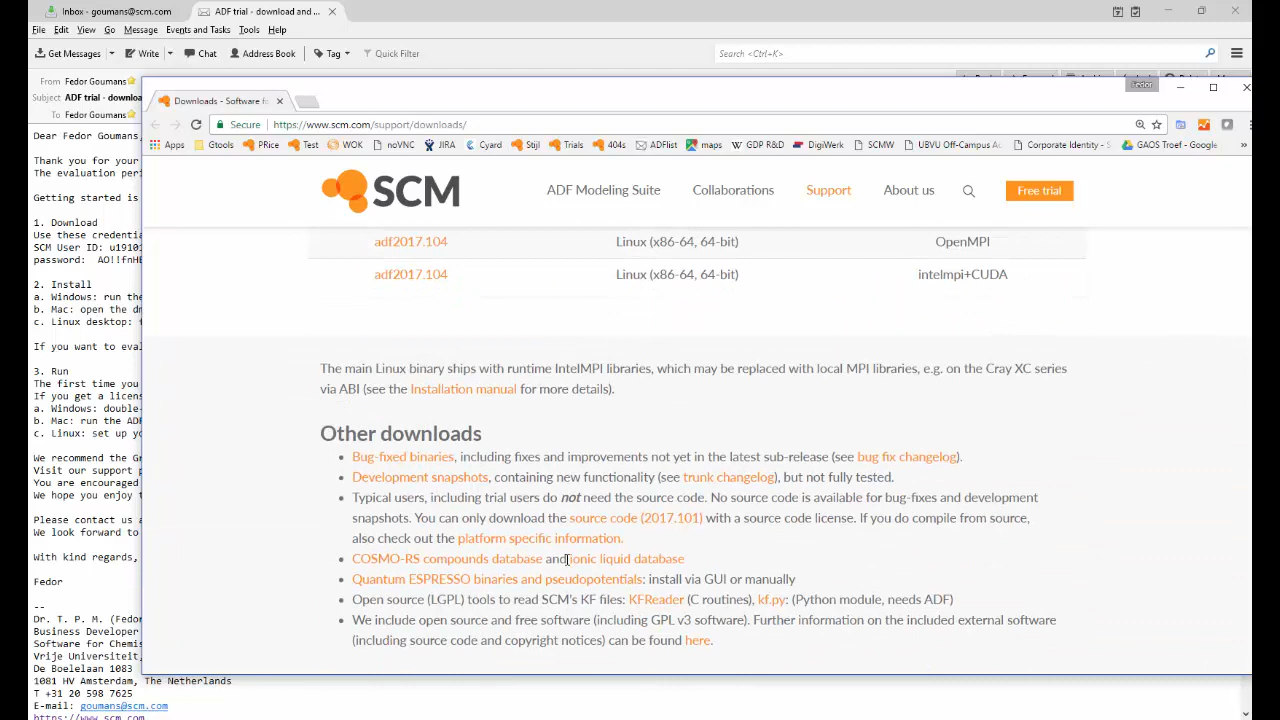 Inbox - goumans@scm.com
ADF trial - download and ...
File Edit View Go Message Events and Tasks Tools Help
Get Messages Write Chat Address Book Tag Quick Filter Search <Ctrl+K>
From Fedor Goumans
Subject ADF trial - downloa
To Fedor Goumans
Dear Fedor Goumans,
Thank you for your
The evaluation peri
Getting started is
1. Download
Use these credentia
SCM User ID: u19101
password: AO!!fnHE
2. Install
a. Windows: run the
b. Mac: open the dm
c. Linux desktop:
If you want to eval
3. Run
The first time you
If you get a licens
a. Windows: double-
b. Mac: run the ADF
c. Linux: set up yo
We recommend the Gr
Visit our support p
You are encouraged
We hope you enjoy t
Please contact us a
We look forward to
With kind regards,
Fedor
--
Dr. T. P. M. (Fedor
Business Developer
Software for Chemis
Vrije Universiteit,
De Boelelaan 1083
1081 HV Amsterdam, The Netherlands
T +31 20 598 7625
E-mail: goumans@scm.com
https://www.scm.com
Fedor
Downloads - Software fo
Secure https://www.scm.com/support/downloads/
Apps Gtools PRice Test WOK noVNC JIRA Cyard Stijl Trials 404s ADFlist maps GDP R&D DigiWerk SCMW UBVU Off-Campus Ac Corporate Identity - S GAOS Troef - Google »
SCM ADF Modeling Suite Collaborations Support About us Free trial
adf2017.104 Linux (x86-64, 64-bit) OpenMPI
adf2017.104 Linux (x86-64, 64-bit) intelmpi+CUDA
The main Linux binary ships with runtime IntelMPI libraries, which may be replaced with local MPI libraries, e.g. on the Cray XC series
via ABI (see the Installation manual for more details).
Other downloads
• Bug-fixed binaries, including fixes and improvements not yet in the latest sub-release (see bug fix changelog).
• Development snapshots, containing new functionality (see trunk changelog), but not fully tested.
• Typical users, including trial users do not need the source code. No source code is available for bug-fixes and development
snapshots. You can only download the source code (2017.101) with a source code license. If you do compile from source,
also check out the platform specific information.
• COSMO-RS compounds database and ionic liquid database
• Quantum ESPRESSO binaries and pseudopotentials: install via GUI or manually
• Open source (LGPL) tools to read SCM's KF files: KFReader (C routines), kf.py: (Python module, needs ADF)
• We include open source and free software (including GPL v3 software). Further information on the included external software
(including source code and copyright notices) can be found here.